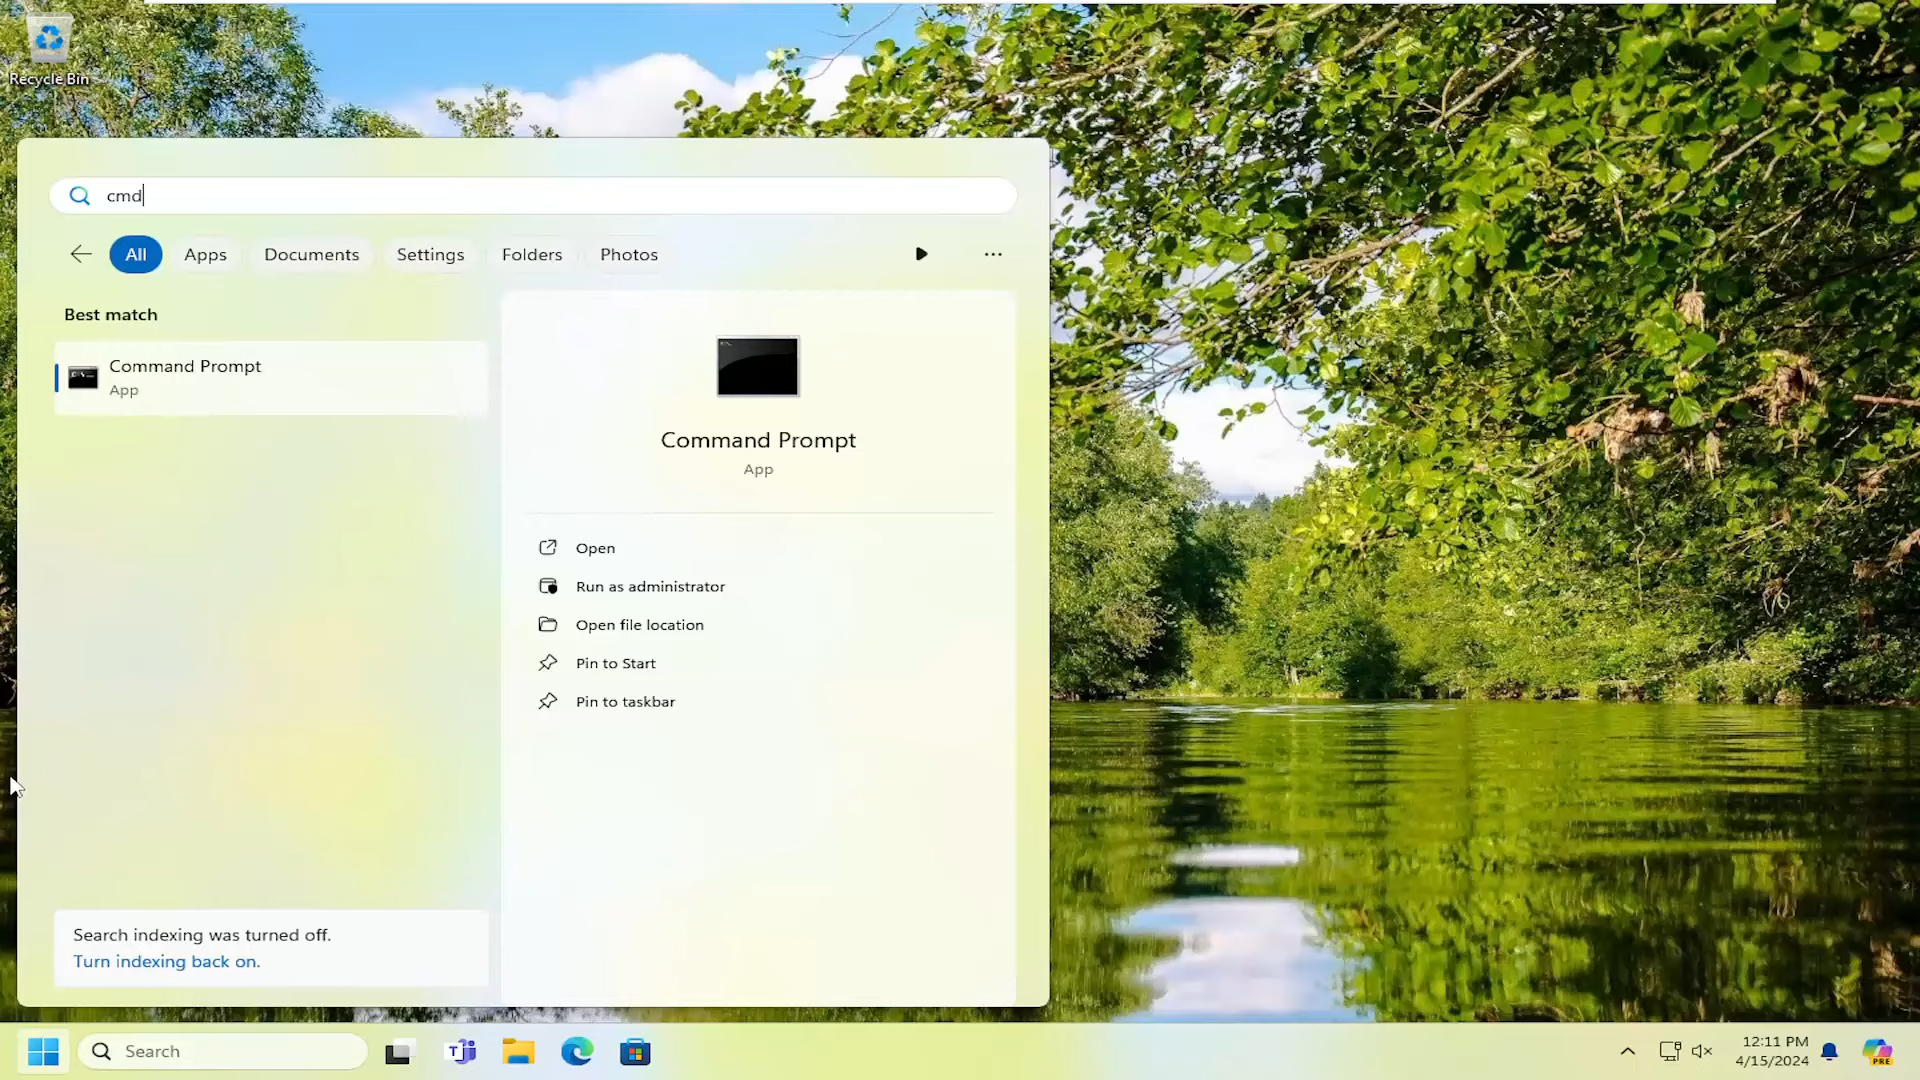 Recycle Bin
cmd
All
Apps
Documents
Settings
Folders
Photos
Best match
Command Prompt
App
Command Prompt
App
Open
Run as administrator
Open file location
Pin to Start
Pin to taskbar
Search indexing was turned off.
Turn indexing back on.
Search
12:11 PM
4/15/2024
PRE